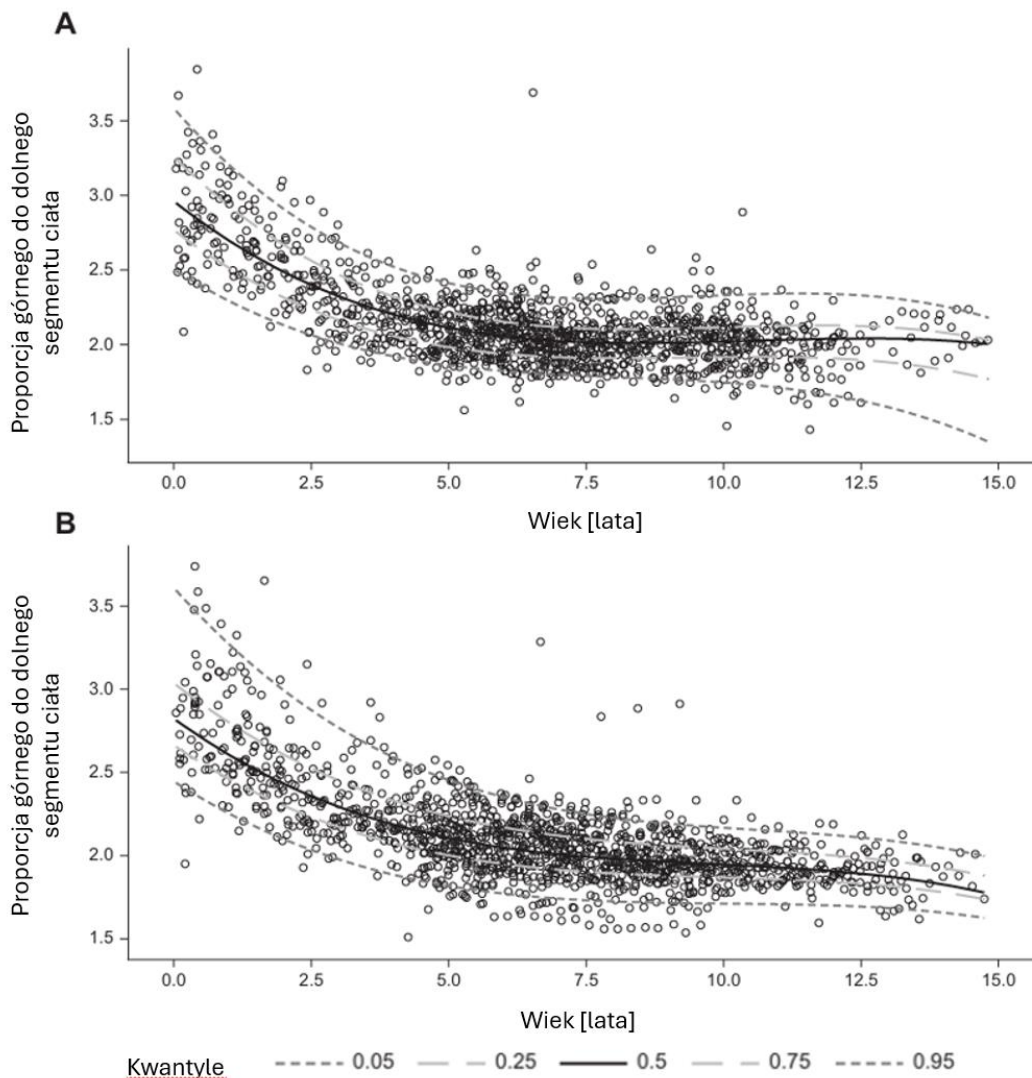 A
Proporcja górnego do dolnego
segmentu ciała
3.5
3.0
2.5
2.0
1.5
0.0 2.5 5.0 7.5 10.0 12.5 15.0
Wiek [lata]
B
Proporcja górnego do dolnego
segmentu ciała
3.5
3.0
2.5
2.0
1.5
0.0 2.5 5.0 7.5 10.0 12.5 15.0
Wiek [lata]
Kwantyle 0.05 0.25 0.5 0.75 0.95